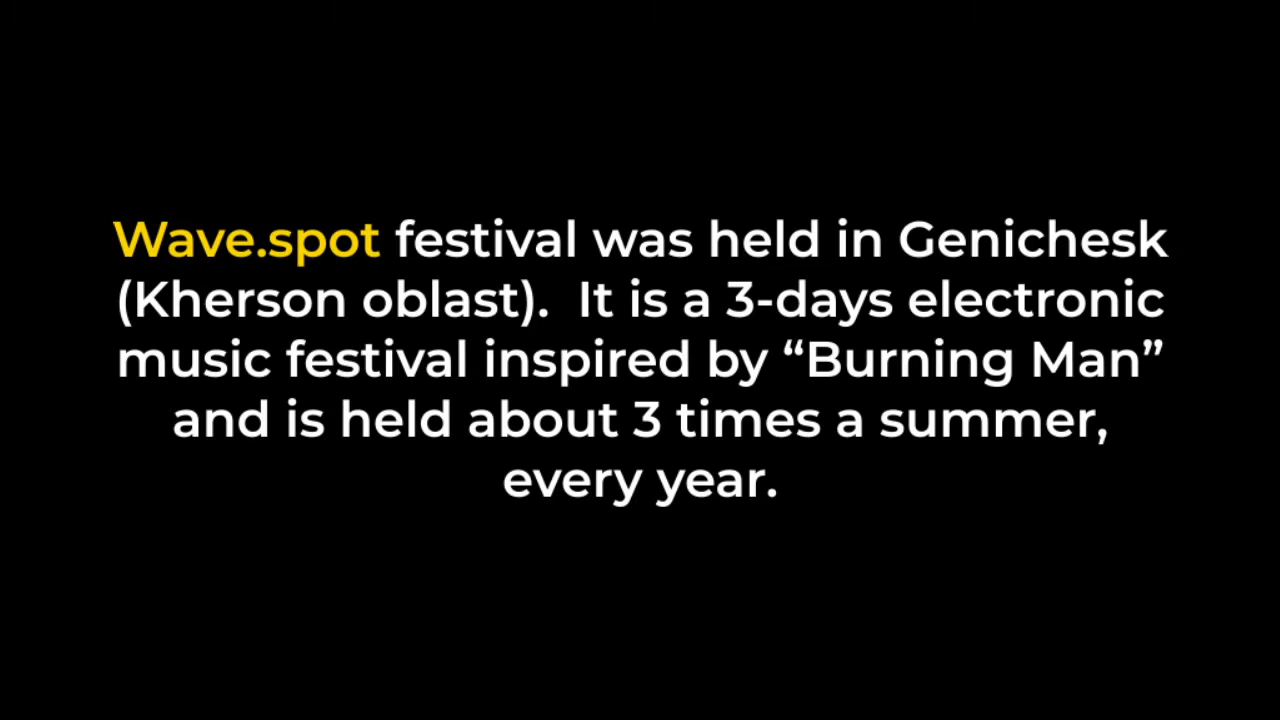 Wave.spot festival was held in Genichesk
(Kherson oblast).  It is a 3-days electronic
music festival inspired by “Burning Man”
and is held about 3 times a summer,
every year.